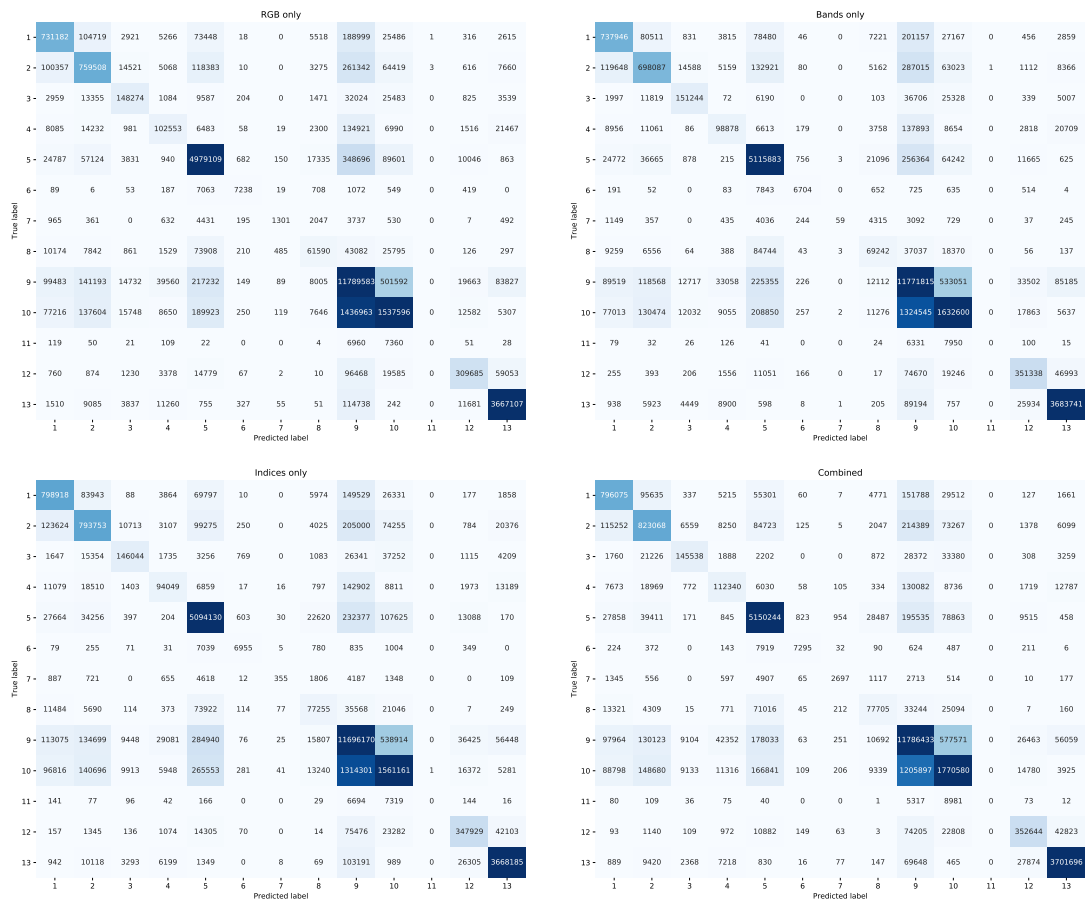 RGB only
1 731182 104719 2921 5266 73448 18 0 5518 188999 25486 1 316 2615
2 100357 759508 14521 5068 118383 10 0 3275 261342 64419 3 616 7660
3 2959 13355 148274 1084 9587 204 0 1471 32024 25483 0 825 3539
4 8085 14232 981 102553 6483 58 19 2300 134921 6990 0 1516 21467
5 24787 57124 3831 940 4979109 682 150 17335 348696 89601 0 10046 863
6 89 6 53 187 7063 7238 19 708 1072 549 0 419 0
7 965 361 0 632 4431 195 1301 2047 3737 530 0 7 492
8 10174 7842 861 1529 73908 210 485 61590 43082 25795 0 126 297
9 99483 141193 14732 39560 217232 149 89 8005 11789583 501592 0 19663 83827
10 77216 137604 15748 8650 189923 250 119 7646 1436963 1537596 0 12582 5307
11 119 50 21 109 22 0 0 4 6960 7360 0 51 28
12 760 874 1230 3378 14779 67 2 10 96468 19585 0 309685 59053
13 1510 9085 3837 11260 755 327 55 51 114738 242 0 11681 3667107
1 2 3 4 5 6 7 8 9 10 11 12 13
True label
Predicted label
Bands only
1 737946 80511 831 3815 78480 46 0 7221 201157 27167 0 456 2859
2 119648 698087 14588 5159 132921 80 0 5162 287015 63023 1 1112 8366
3 1997 11819 151244 72 6190 0 0 103 36706 25328 0 339 5007
4 8956 11061 86 98878 6613 179 0 3758 137893 8654 0 2818 20709
5 24772 36665 878 215 5115883 756 3 21096 256364 64242 0 11665 625
6 191 52 0 83 7843 6704 0 652 725 635 0 514 4
7 1149 357 0 435 4036 244 59 4315 3092 729 0 37 245
8 9259 6556 64 388 84744 43 3 69242 37037 18370 0 56 137
9 89519 118568 12717 33058 225355 226 0 12112 11771815 533051 0 33502 85185
10 77013 130474 12032 9055 208850 257 2 11276 1324545 1632600 0 17863 5637
11 79 32 26 126 41 0 0 24 6331 7950 0 100 15
12 255 393 206 1556 11051 166 0 17 74670 19246 0 351338 46993
13 938 5923 4449 8900 598 8 1 205 89194 757 0 25934 3683741
1 2 3 4 5 6 7 8 9 10 11 12 13
True label
Predicted label
Indices only
1 798918 83943 88 3864 69797 10 0 5974 149529 26331 0 177 1858
2 123624 793753 10713 3107 99275 250 0 4025 205000 74255 0 784 20376
3 1647 15354 146044 1735 3256 769 0 1083 26341 37252 0 1115 4209
4 11079 18510 1403 94049 6859 17 16 797 142902 8811 0 1973 13189
5 27664 34256 397 204 5094130 603 30 22620 232377 107625 0 13088 170
6 79 255 71 31 7039 6955 5 780 835 1004 0 349 0
7 887 721 0 655 4618 12 355 1806 4187 1348 0 0 109
8 11484 5690 114 373 73922 114 77 77255 35568 21046 0 7 249
9 113075 134699 9448 29081 284940 76 25 15807 11696170 538914 0 36425 56448
10 96816 140696 9913 5948 265553 281 41 13240 1314301 1561161 1 16372 5281
11 141 77 96 42 166 0 0 29 6694 7319 0 144 16
12 157 1345 136 1074 14305 70 0 14 75476 23282 0 347929 42103
13 942 10118 3293 6199 1349 0 8 69 103191 989 0 26305 3668185
1 2 3 4 5 6 7 8 9 10 11 12 13
True label
Predicted label
Combined
1 796075 95635 337 5215 55301 60 7 4771 151788 29512 0 127 1661
2 115252 823068 6559 8250 84723 125 5 2047 214389 73267 0 1378 6099
3 1760 21226 145538 1888 2202 0 0 872 28372 33380 0 308 3259
4 7673 18969 772 112340 6030 58 105 334 130082 8736 0 1719 12787
5 27858 39411 171 845 5150244 823 954 28487 195535 78863 0 9515 458
6 224 372 0 143 7919 7295 32 90 624 487 0 211 6
7 1345 556 0 597 4907 65 2697 1117 2713 514 0 10 177
8 13321 4309 15 771 71016 45 212 77705 33244 25094 0 7 160
9 97964 130123 9104 42352 178033 63 251 10692 11786433 577571 0 26463 56059
10 88798 148680 9133 11316 166841 109 206 9339 1205897 1770580 0 14780 3925
11 80 109 36 75 40 0 0 1 5317 8981 0 73 12
12 93 1140 109 972 10882 149 63 3 74205 22808 0 352644 42823
13 889 9420 2368 7218 830 16 77 147 69648 465 0 27874 3701696
1 2 3 4 5 6 7 8 9 10 11 12 13
True label
Predicted label